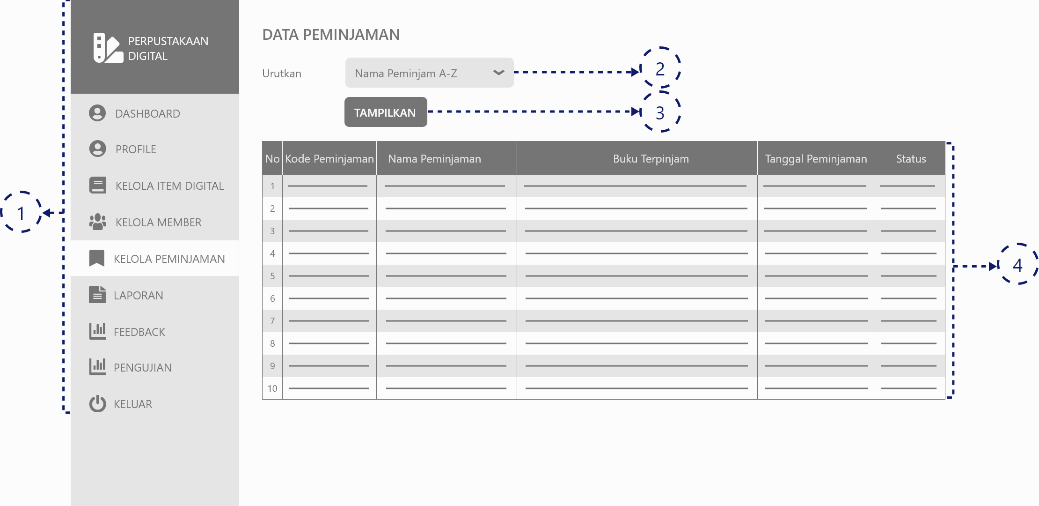 PERPUSTAKAAN
DIGITAL
DASHBOARD
PROFILE
KELOLA ITEM DIGITAL
KELOLA MEMBER
KELOLA PEMINJAMAN
LAPORAN
FEEDBACK
PENGUJIAN
KELUAR
1
DATA PEMINJAMAN
Urutkan Nama Peminjam A-Z 2
TAMPILKAN 3
No Kode Peminjaman Nama Peminjaman Buku Terpinjam Tanggal Peminjaman Status
1
2
3
4
5
6
7
8
9
10
4